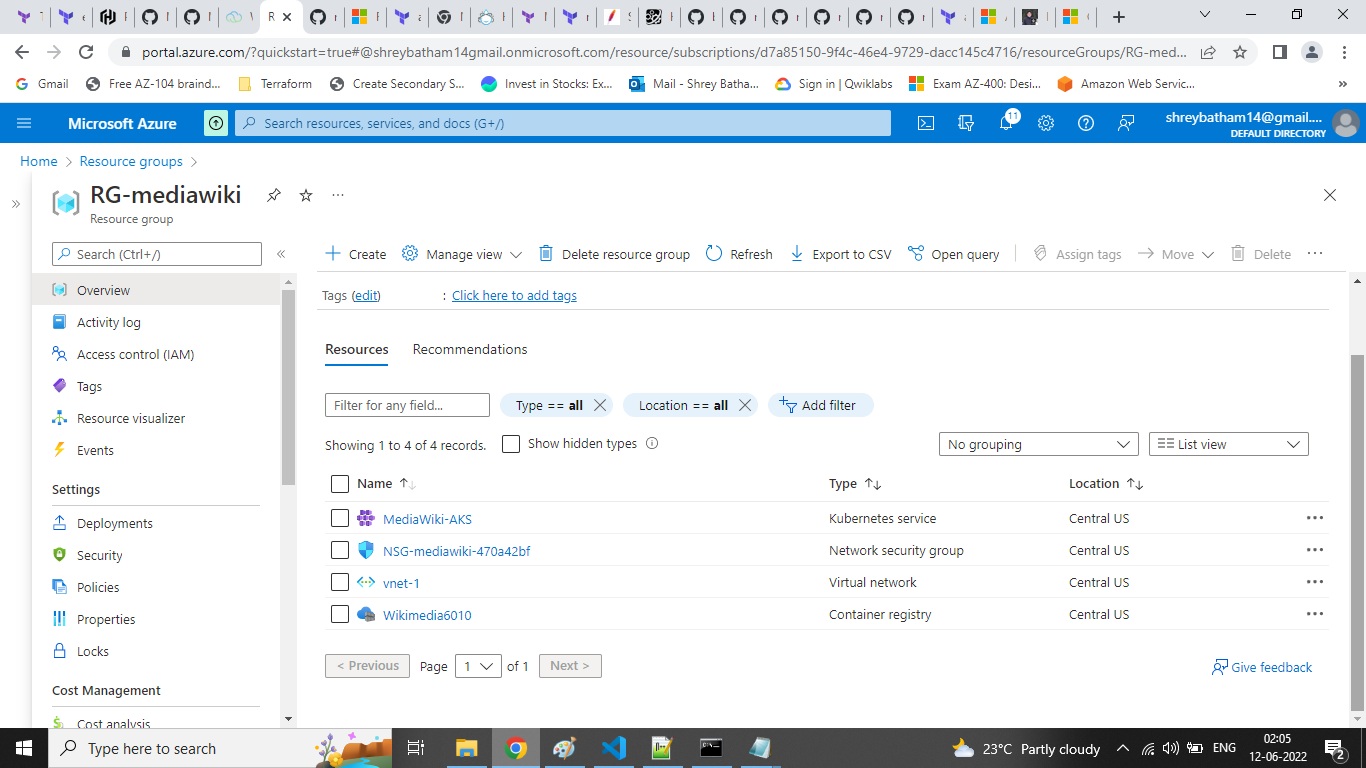 R
portal.azure.com/?quickstart=true#@shreybatham14gmail.onmicrosoft.com/resource/subscriptions/d7a85150-9f4c-46e4-9729-dacc145c4716/resourceGroups/RG-med...
Gmail Free AZ-104 braind... Terraform Create Secondary S... Invest in Stocks: Ex... Mail - Shrey Batha... Sign in | Qwiklabs Exam AZ-400: Desi... Amazon Web Servic... »
Microsoft Azure Search resources, services, and docs (G+/) 11 shreybatham14@gmail....
DEFAULT DIRECTORY
Home > Resource groups >
RG-mediawiki ...
Resource group
Search (Ctrl+/) «
Create Manage view Delete resource group Refresh Export to CSV Open query Assign tags Move Delete ...
Tags (edit) : Click here to add tags
Overview
Activity log
Access control (IAM)
Tags
Resource visualizer
Events
Settings
Deployments
Security
Policies
Properties
Locks
Cost Management
Cost analysis
Resources Recommendations
Filter for any field... Type == all Location == all Add filter
Showing 1 to 4 of 4 records. Show hidden types No grouping List view
Name Type Location
MediaWiki-AKS Kubernetes service Central US
NSG-mediawiki-470a42bf Network security group Central US
vnet-1 Virtual network Central US
Wikimedia6010 Container registry Central US
< Previous Page 1 of 1 Next > Give feedback
Type here to search 23°C Partly cloudy ENG 02:05
12-06-2022 2